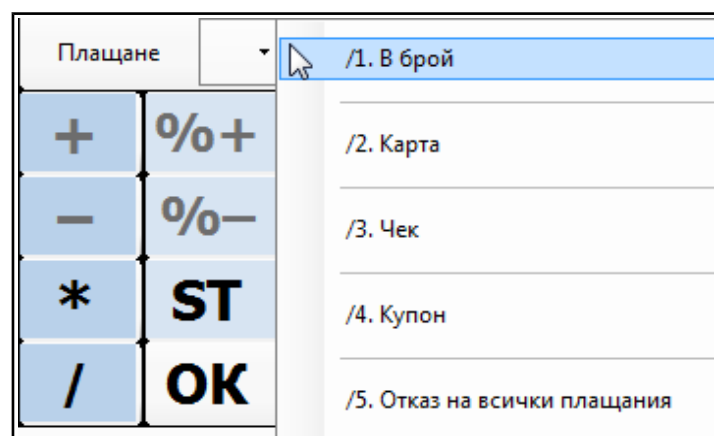 Плащане
/1. В брой
+ %+
/2. Карта
− %−
/3. Чек
* ST
/4. Купон
/ OK
/5. Отказ на всички плащания